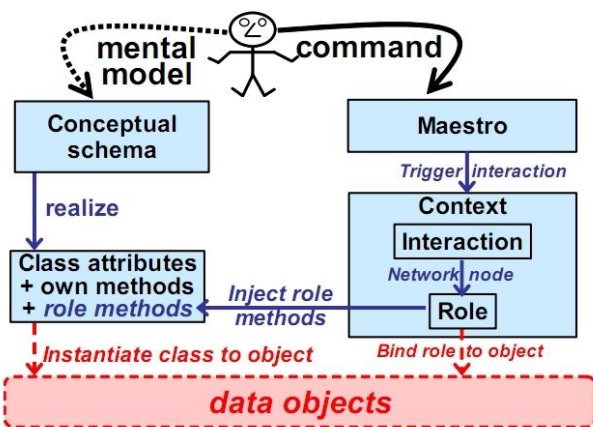 mental
model
command
Conceptual
schema
Maestro
Trigger interaction
realize
Context
Interaction
Network node
Role
Class attributes
+ own methods
+ role methods
Inject role
methods
Instantiate class to object
Bind role to object
data objects